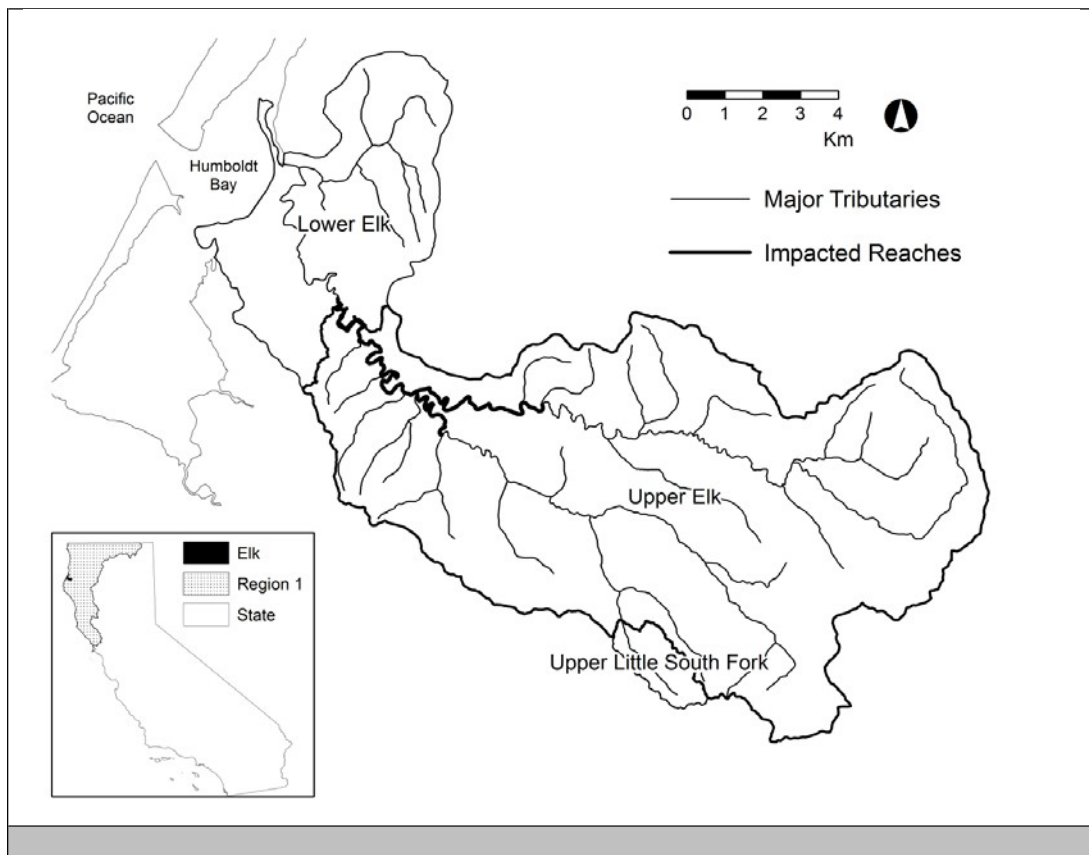 Pacific
Ocean
Humboldt
Bay
Lower Elk
0 1 2 3 4
Km
Major Tributaries
Impacted Reaches
Upper Elk
Upper Little South Fork
Elk
Region 1
State